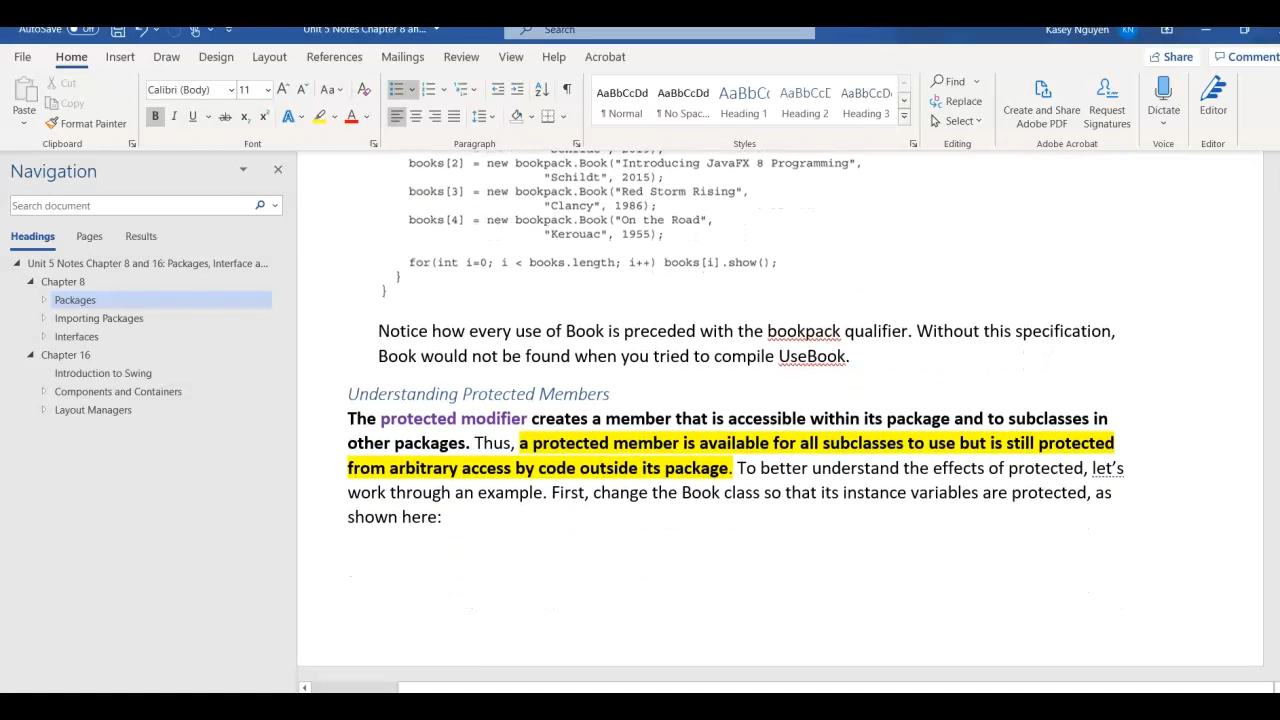 AutoSave Off
Unit 5 Notes Chapter 8 an...
Search
Kasey Nguyen KN
File Home Insert Draw Design Layout References Mailings Review View Help Acrobat Share Comment
Paste
Cut
Copy
Format Painter
Calibri (Body) 11
AaBbCcDd AaBbCcDd AaBbCc AaBbCcD AaBbCcD
¶ Normal ¶ No Spac... Heading 1 Heading 2 Heading 3
Find
Replace
Select
Create and Share
Adobe PDF
Request
Signatures
Dictate
Editor
Clipboard Font Paragraph Styles Editing Adobe Acrobat Voice Editor
Navigation
Search document
Headings Pages Results
Unit 5 Notes Chapter 8 and 16: Packages, Interface a...
Chapter 8
Packages
Importing Packages
Interfaces
Chapter 16
Introduction to Swing
Components and Containers
Layout Managers
books[2] = new bookpack.Book("Introducing JavaFX 8 Programming",
"Schildt", 2015);
books[3] = new bookpack.Book("Red Storm Rising",
"Clancy", 1986);
books[4] = new bookpack.Book("On the Road",
"Kerouac", 1955);
for(int i=0; i < books.length; i++) books[i].show();
}
}
Notice how every use of Book is preceded with the bookpack qualifier. Without this specification,
Book would not be found when you tried to compile UseBook.
Understanding Protected Members
The protected modifier creates a member that is accessible within its package and to subclasses in
other packages. Thus, a protected member is available for all subclasses to use but is still protected
from arbitrary access by code outside its package. To better understand the effects of protected, let's
work through an example. First, change the Book class so that its instance variables are protected, as
shown here: